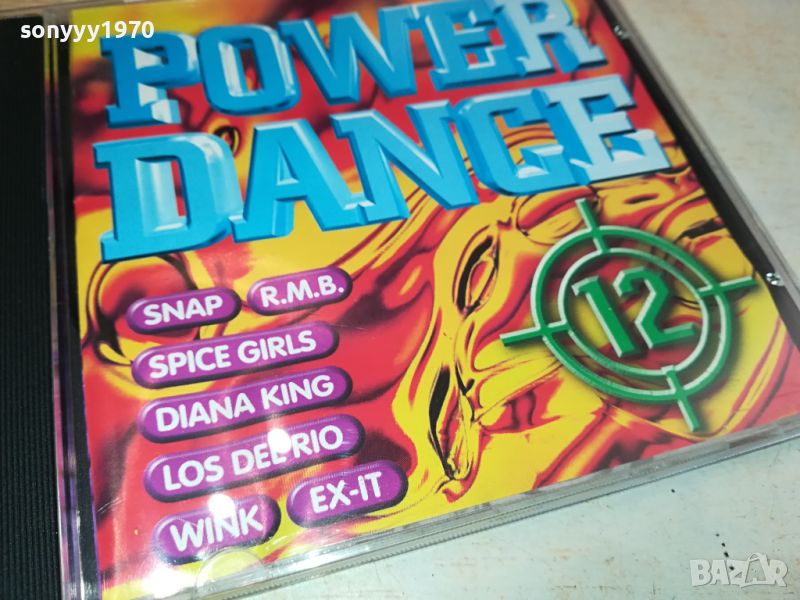 sonyyy1970
POWER
DANCE
12
SNAP
R.M.B.
SPICE GIRLS
DIANA KING
LOS DEL RIO
WINK
EX-IT
BAZAR